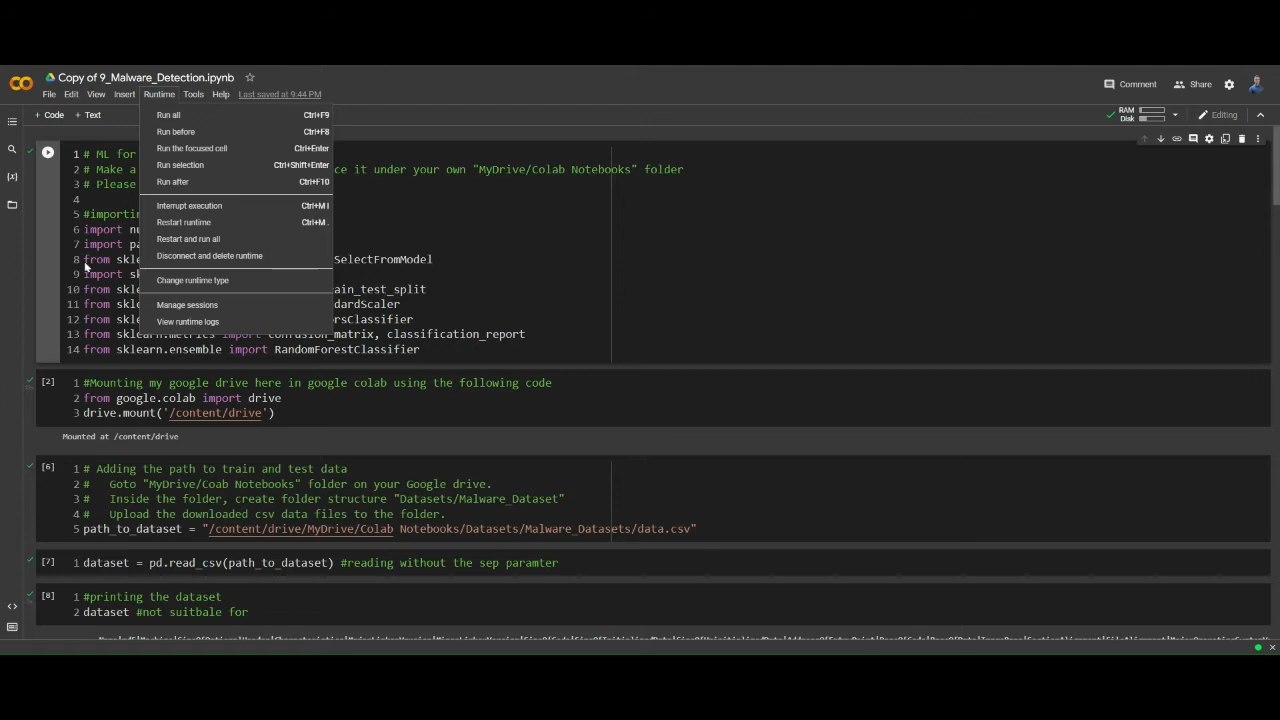 Copy of 9_Malware_Detection.ipynb
File Edit View Insert Runtime Tools Help Last saved at 9:44 PM
Comment Share
+ Code + Text
RAM
Disk
Editing
Run all Ctrl+F9
Run before Ctrl+F8
Run the focused cell Ctrl+Enter
Run selection Ctrl+Shift+Enter
Run after Ctrl+F10
Interrupt execution Ctrl+M I
Restart runtime Ctrl+M .
Restart and run all
Disconnect and delete runtime
Change runtime type
Manage sessions
View runtime logs
1 # ML for
2 # Make a ce it under your own "MyDrive/Colab Notebooks" folder
3 # Please
4
5 #importin
6 import nu
7 import pa
8 from skle SelectFromModel
9 import sk
10 from skl ain_test_split
11 from skl dardScaler
12 from skl orsClassifier
13 from sklearn.metrics import confusion_matrix, classification_report
14 from sklearn.ensemble import RandomForestClassifier
[2] 1 #Mounting my google drive here in google colab using the following code
2 from google.colab import drive
3 drive.mount('/content/drive')
Mounted at /content/drive
[6] 1 # Adding the path to train and test data
2 # Goto "MyDrive/Coab Notebooks" folder on your Google drive.
3 # Inside the folder, create folder structure "Datasets/Malware_Dataset"
4 # Upload the downloaded csv data files to the folder.
5 path_to_dataset = "/content/drive/MyDrive/Colab Notebooks/Datasets/Malware_Datasets/data.csv"
[7] 1 dataset = pd.read_csv(path_to_dataset) #reading without the sep paramter
[8] 1 #printing the dataset
2 dataset #not suitbale for